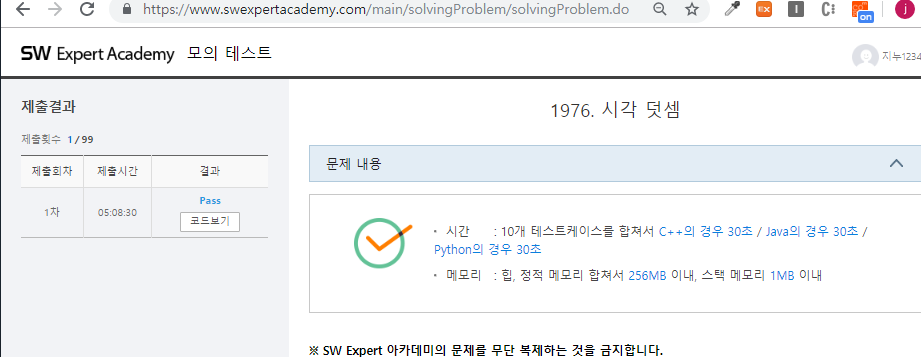 https://www.swexpertacademy.com/main/solvingProblem/solvingProblem.do
EX
I
C
on
j
SW Expert Academy 모의 테스트
지누1234
제출결과
제출횟수 1 / 99
제출회차 제출시간 결과
1차 05:08:30 Pass
코드보기
1976. 시각 덧셈
문제 내용
• 시간 : 10개 테스트케이스를 합쳐서 C++의 경우 30초 / Java의 경우 30초 /
Python의 경우 30초
• 메모리 : 힙, 정적 메모리 합쳐서 256MB 이내, 스택 메모리 1MB 이내
※ SW Expert 아카데미의 문제를 무단 복제하는 것을 금지합니다.